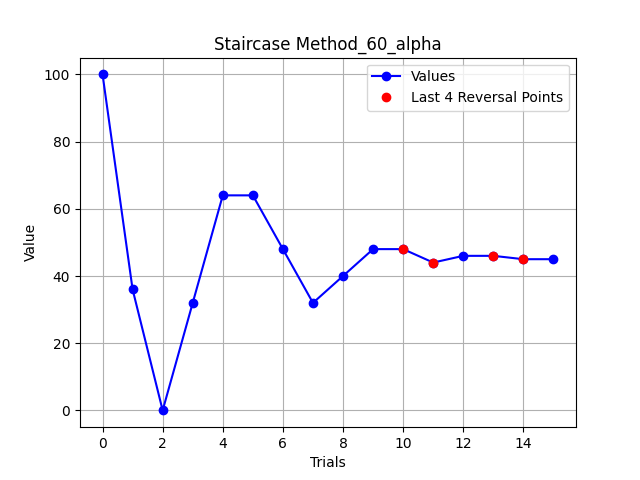 Staircase Method_60_alpha
Values
Last 4 Reversal Points
Value
100
80
60
40
20
0
0 2 4 6 8 10 12 14
Trials